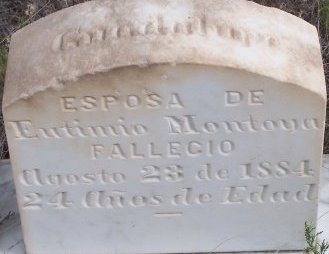 Guadalupe
ESPOSA DE
Eutimio Montoya
FALLECIO
Agosto 23 de 1884
24 Años de Edad